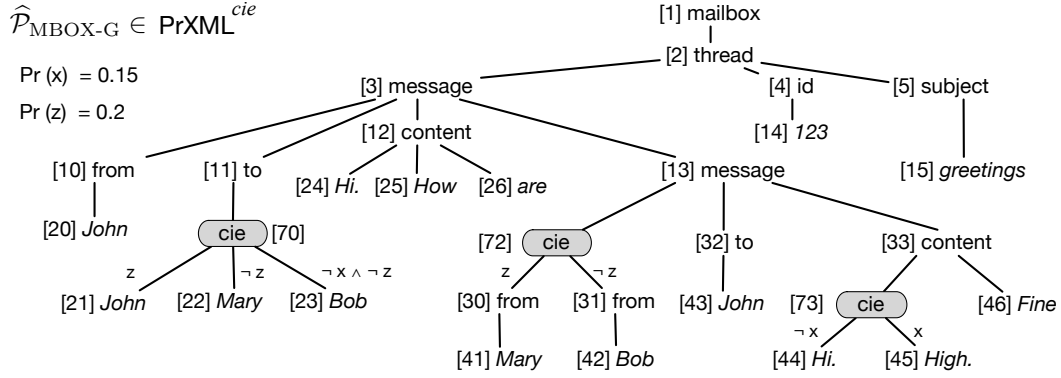 P̂MBOX-G ∈ PrXML^cie
[1] mailbox
[2] thread
Pr (x) = 0.15
Pr (z) = 0.2
[3] message [4] id [5] subject
[12] content [14] 123
[10] from [11] to [13] message [15] greetings
[24] Hi. [25] How [26] are
[20] John cie [70] [72] cie [32] to [33] content
z ¬ z ¬ x ∧ ¬ z z ¬ z
[21] John [22] Mary [23] Bob [30] from [31] from [43] John [73] cie [46] Fine
¬ x x
[41] Mary [42] Bob [44] Hi. [45] High.